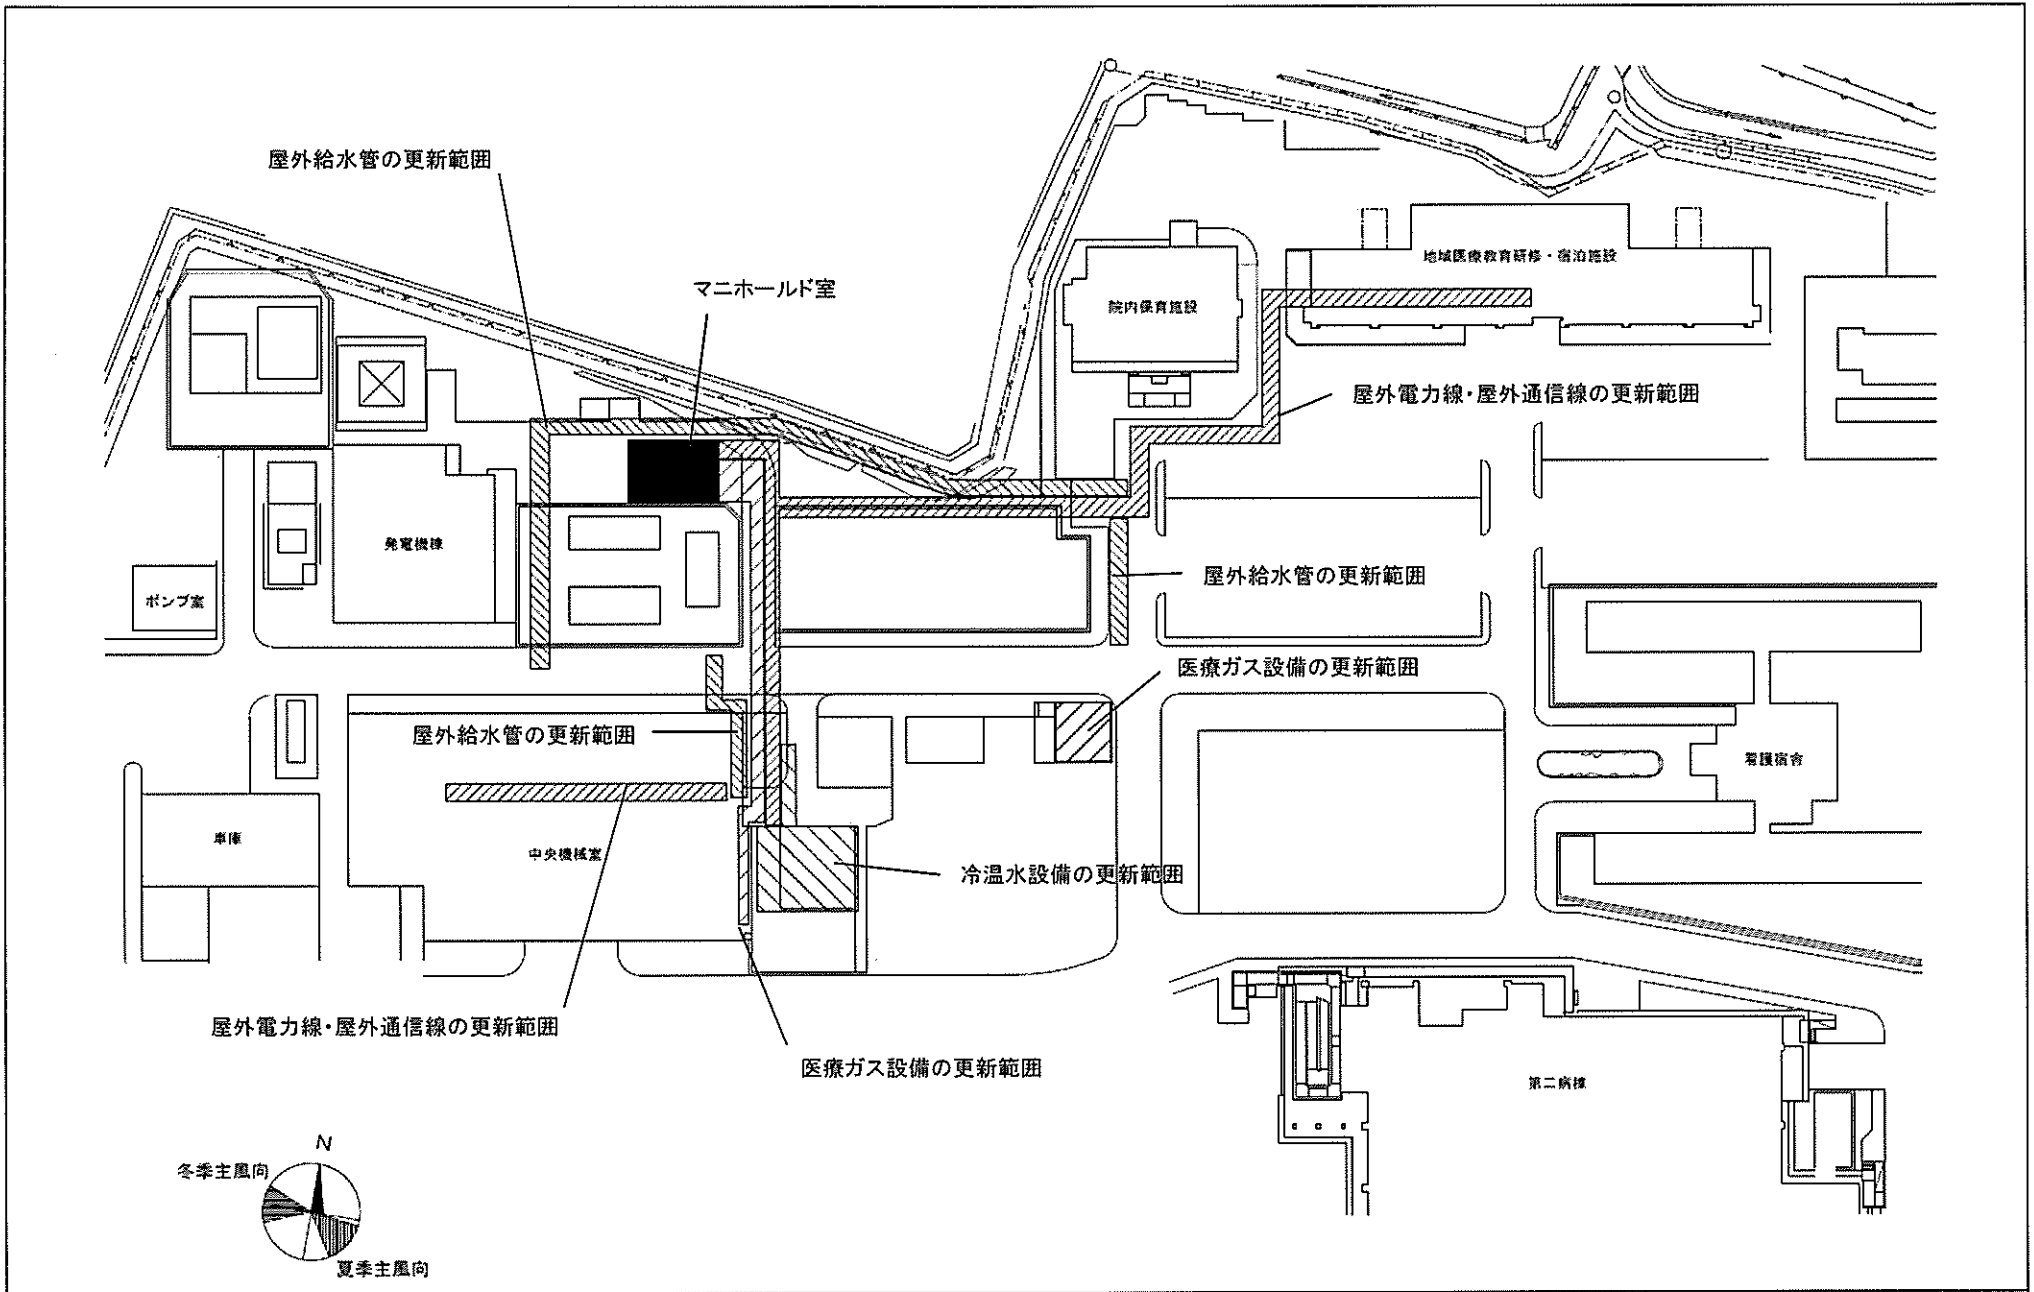 屋外給水管の更新範囲
マニホールド室
地域医療教育研修・宿泊施設
院内保育施設
屋外電力線・屋外通信線の更新範囲
発電機棟
屋外給水管の更新範囲
ポンプ室
医療ガス設備の更新範囲
屋外給水管の更新範囲
看護宿舎
車庫
中央機械室
冷温水設備の更新範囲
屋外電力線・屋外通信線の更新範囲
医療ガス設備の更新範囲
第二病棟
N
冬季主風向
夏季主風向